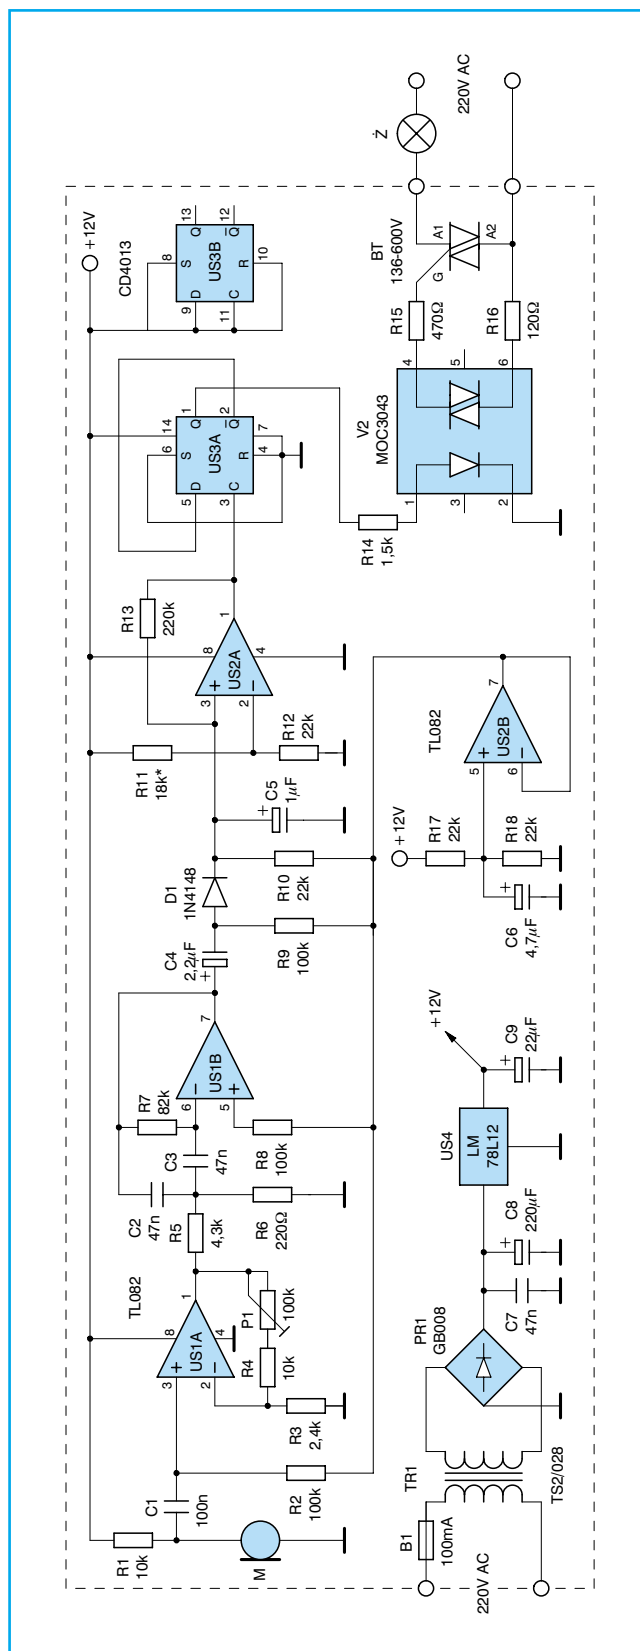 R1
10k
M
C1
100n
R2
100k
3
+
2
−
US1A
8
4
1
TL082
R3
2,4k
R4
10k
P1
100k
R5
4,3k
R6
220Ω
C2
47n
C3
47n
R7
82k
R8
100k
6
−
5
+
US1B
7
C4
2,2µF
+
R9
100k
D1
1N4148
R10
22k
+
C5
1µF
R11
18k*
R12
22k
3
+
2
−
US2A
8
4
1
R13
220k
5
D
6
S
14
Q
1
Q
2
US3A
C
3
R
4
7
+12V
CD4013
8
S
9
D
Q
13
Q
12
US3B
C
11
R
10
R14
1,5k
V2
MOC3043
1
3
2
4
5
6
R15
470Ω
R16
120Ω
BT
136-600V
G
A1
A2
Ż
220V AC
220V AC
B1
100mA
TR1
TS2/028
PR1
GB008
C7
47n
+
C8
220µF
US4
LM
78L12
+12V
+
C9
22µF
+
C6
4,7µF
+12V
R17
22k
R18
22k
TL082
5
+
6
−
US2B
7